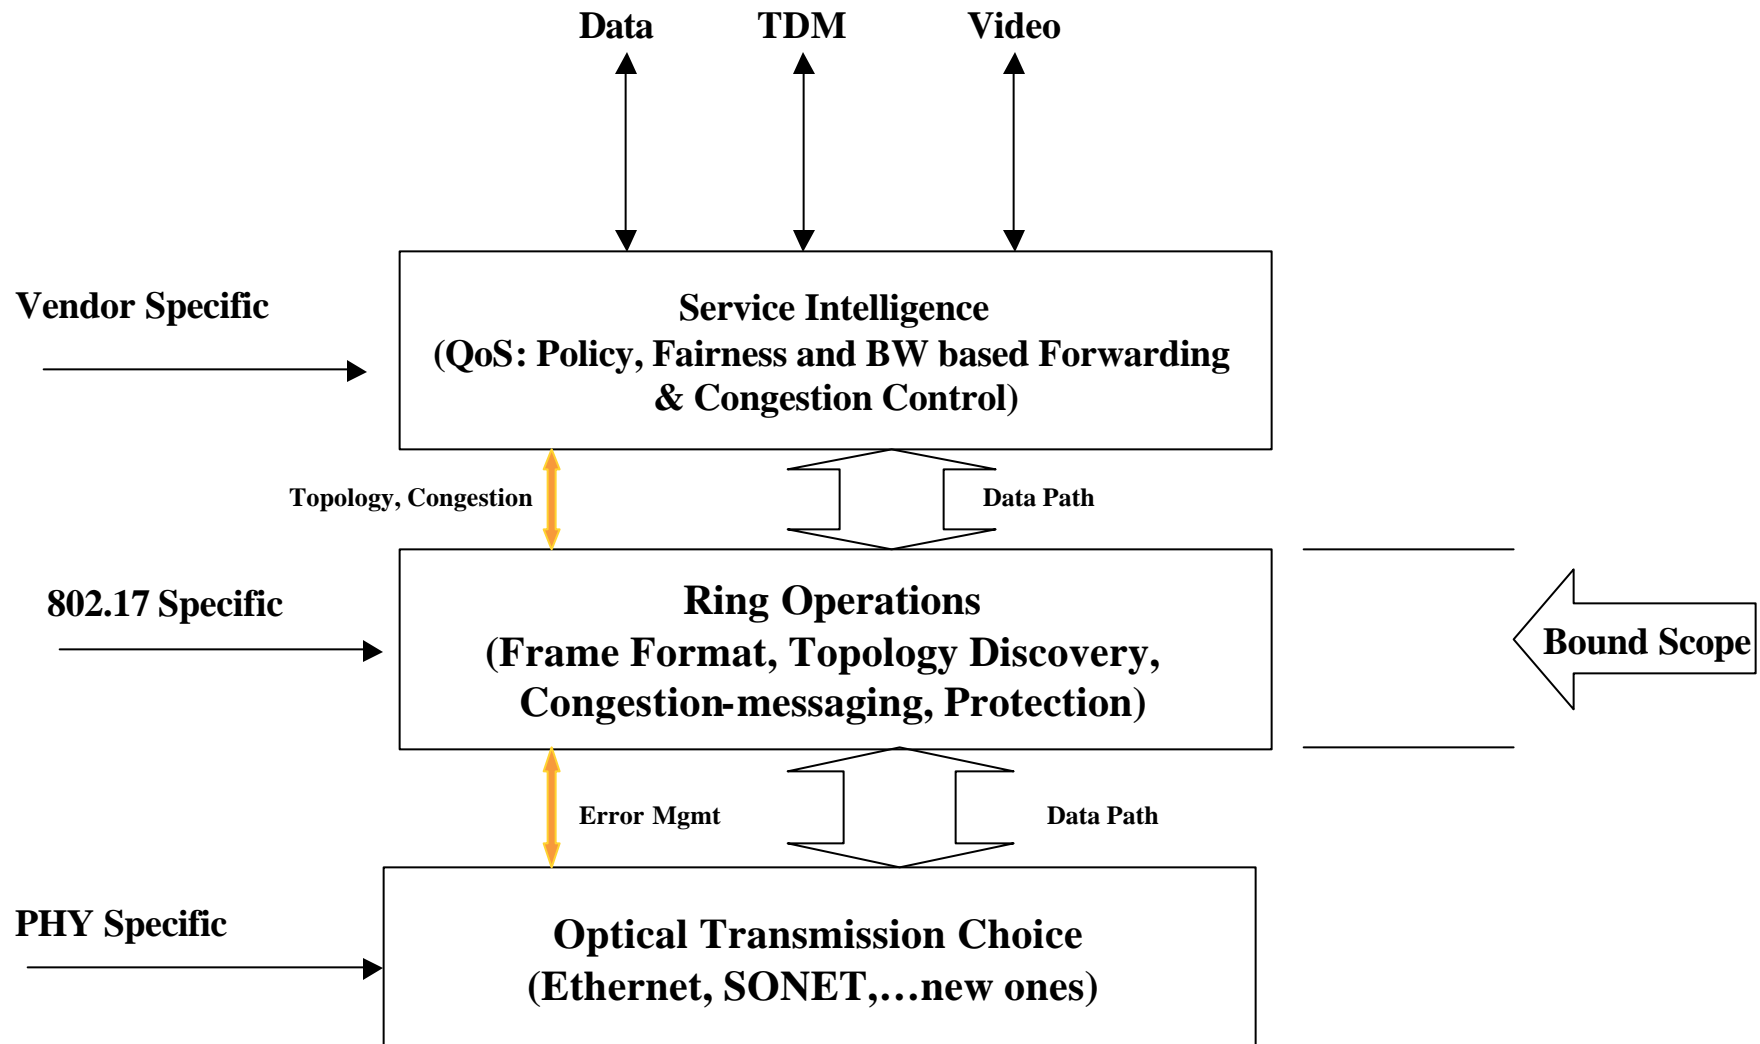 Data TDM Video
Vendor Specific
Service Intelligence
(QoS: Policy, Fairness and BW based Forwarding
& Congestion Control)
Topology, Congestion
Data Path
802.17 Specific
Ring Operations
(Frame Format, Topology Discovery,
Congestion-messaging, Protection)
Bound Scope
Error Mgmt
Data Path
PHY Specific
Optical Transmission Choice
(Ethernet, SONET,…new ones)